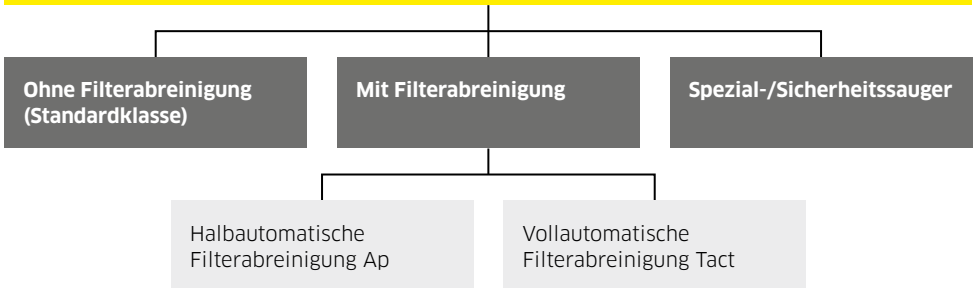 Ohne Filterabreinigung
(Standardklasse)
Mit Filterabreinigung
Spezial-/Sicherheitssauger
Halbautomatische
Filterabreinigung Ap
Vollautomatische
Filterabreinigung Tact